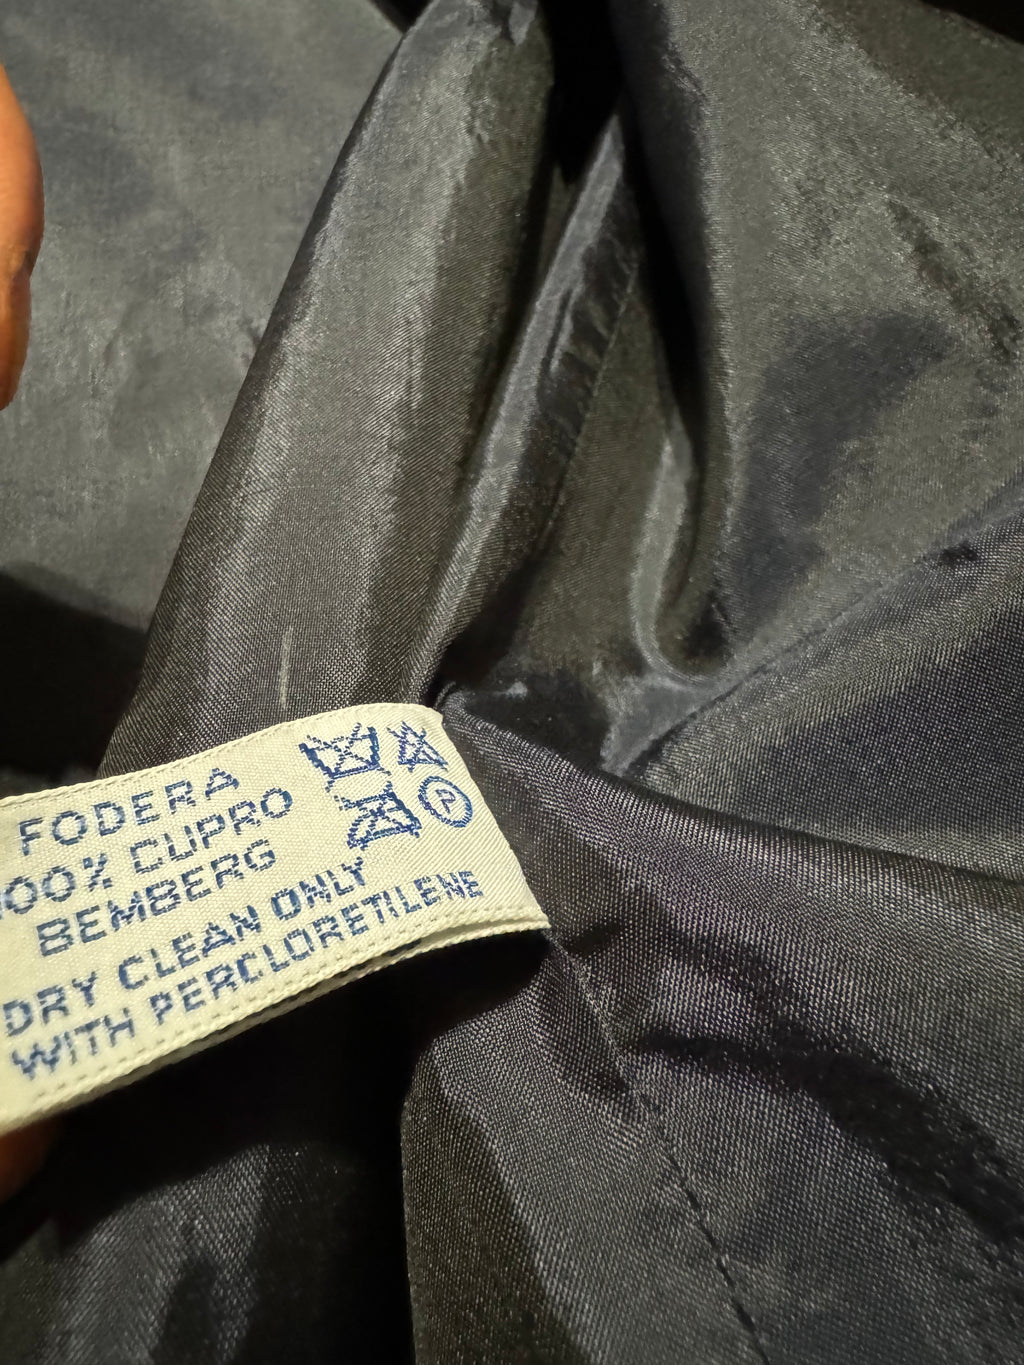 FODERA
100% CUPRO
BEMBERG
DRY CLEAN ONLY
WITH PERCLORETILENE
P